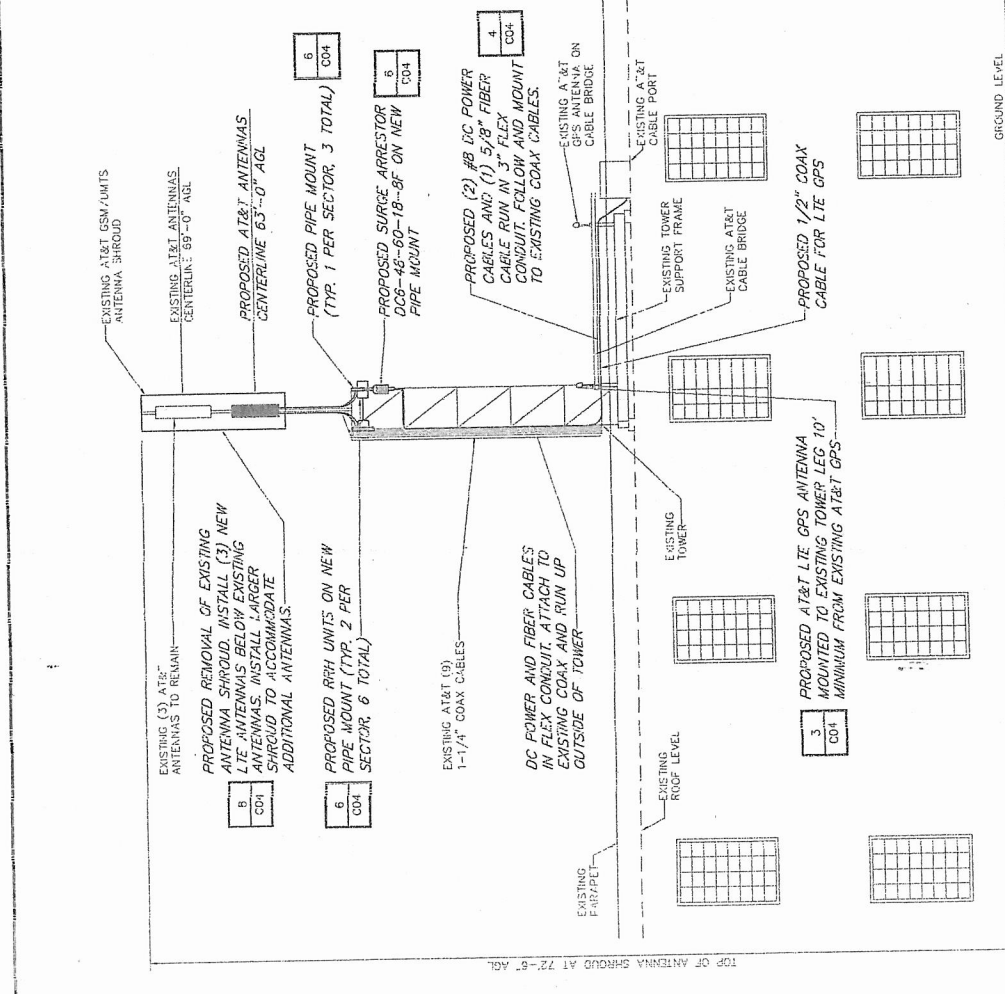 EXISTING AT&T GSM/UMTS
ANTENNA SHROUD
EXISTING AT&T ANTENNAS
CENTERLINE 69'-0" AGL
PROPOSED AT&T ANTENNAS
CENTERLINE 63'-0" AGL
6
C04
PROPOSED PIPE MOUNT
(TYP. 1 PER SECTOR, 3 TOTAL)
6
C04
PROPOSED SURGE ARRESTOR
DC6-48-60-18-8F ON NEW
PIPE MOUNT
4
C04
PROPOSED (2) #8 DC POWER
CABLES AND (1) 5/8" FIBER
CABLE RUN IN 3" FLEX
CONDUIT. FOLLOW AND MOUNT
TO EXISTING COAX CABLES.
EXISTING AT&T
GPS ANTENNA ON
CABLE BRIDGE
EXISTING AT&T
CABLE PORT
EXISTING TOWER
SUPPORT FRAME
EXISTING AT&T
CABLE BRIDGE
PROPOSED 1/2" COAX
CABLE FOR LTE GPS
GROUND LEVEL
EXISTING (3) AT&T
ANTENNAS TO REMAIN
PROPOSED REMOVAL OF EXISTING
ANTENNA SHROUD. INSTALL (3) NEW
LTE ANTENNAS BELOW EXISTING
ANTENNAS. INSTALL LARGER
SHROUD TO ACCOMMODATE
ADDITIONAL ANTENNAS.
C04
6
C04
PROPOSED RRH UNITS ON NEW
PIPE MOUNT (TYP. 2 PER
SECTOR, 6 TOTAL)
EXISTING AT&T (9)
1-1/4" COAX CABLES
DC POWER AND FIBER CABLES
IN FLEX CONDUIT. ATTACH TO
EXISTING COAX AND RUN UP
OUTSIDE OF TOWER
EXISTING
TOWER
3
C04
PROPOSED AT&T LTE GPS ANTENNA
MOUNTED TO EXISTING TOWER LEG 10'
MINIMUM FROM EXISTING AT&T GPS
EXISTING
PARAPET
EXISTING
ROOF LEVEL
TOP OF ANTENNA SHROUD AT 72'-6" AGL